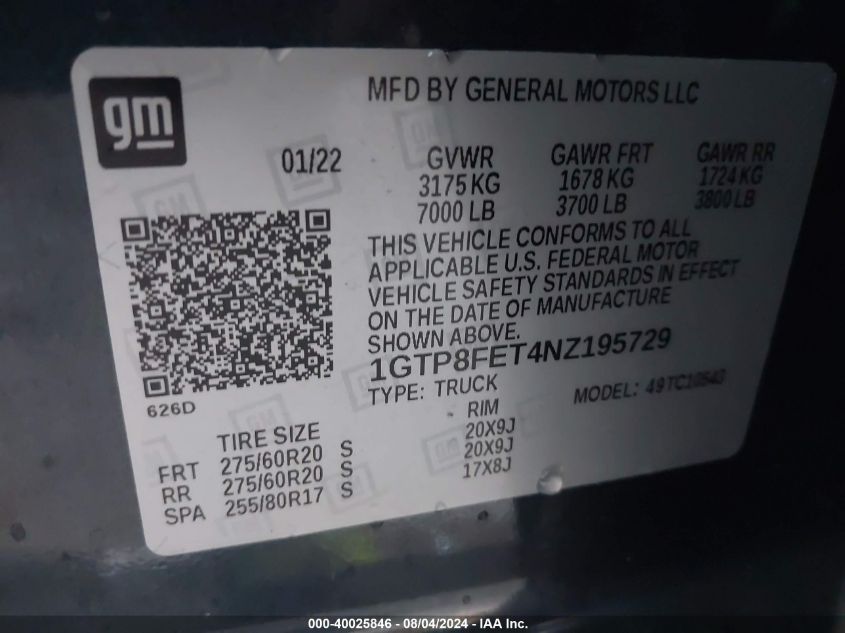 gm
MFD BY GENERAL MOTORS LLC
01/22
GVWR GAWR FRT GAWR RR
3175 KG 1678 KG 1724 KG
7000 LB 3700 LB 3800 LB
THIS VEHICLE CONFORMS TO ALL
APPLICABLE U.S. FEDERAL MOTOR
VEHICLE SAFETY STANDARDS IN EFFECT
ON THE DATE OF MANUFACTURE
SHOWN ABOVE.
1GTP8FET4NZ195729
TYPE: TRUCK MODEL: 49TC10543
626D
TIRE SIZE RIM
FRT 275/60R20 S 20X9J
RR 275/60R20 S 20X9J
SPA 255/80R17 S 17X8J
000-40025846 - 08/04/2024 - IAA, Inc.